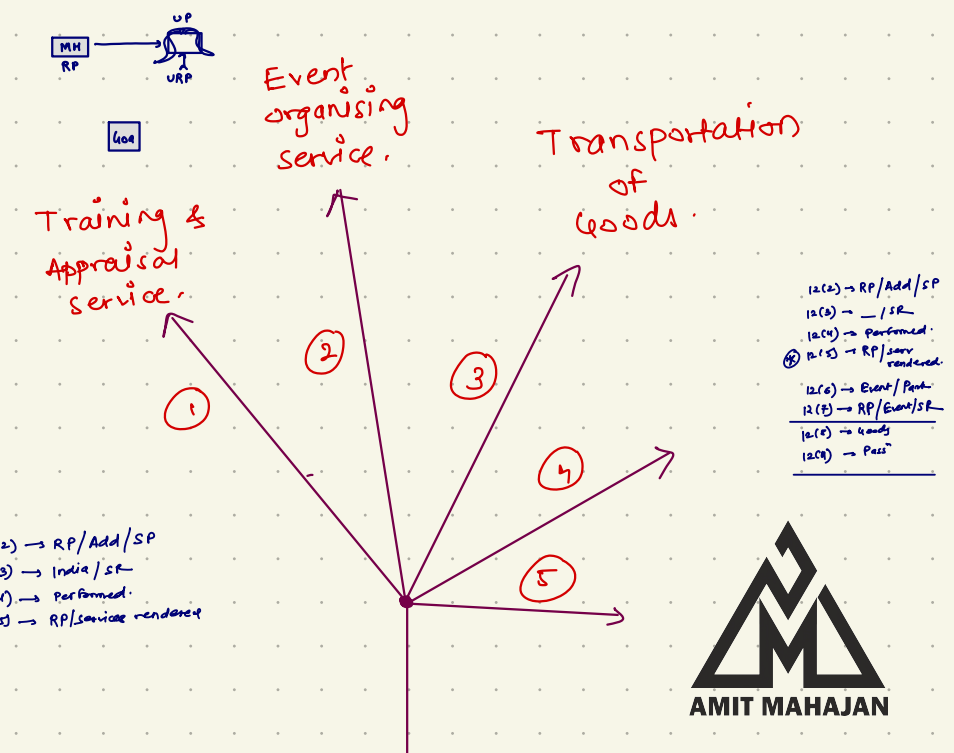 UP
MH
RP
URP
Goa
Event
organising
service.
Transportation
of
Goods.
Training &
Appraisal
service.
1
2
3
4
5
12(2) → RP/Add/SP
12(3) → _/SR
12(4) → Performed.
* 12(5) → RP/serv
rendered.
12(6) → Event/Park
12(7) → RP/Event/SR
12(8) → Goods
12(9) → Pass
2) → RP/Add/SP
3) → India/SR
4) → Performed.
5) → RP/services rendered
AMIT MAHAJAN